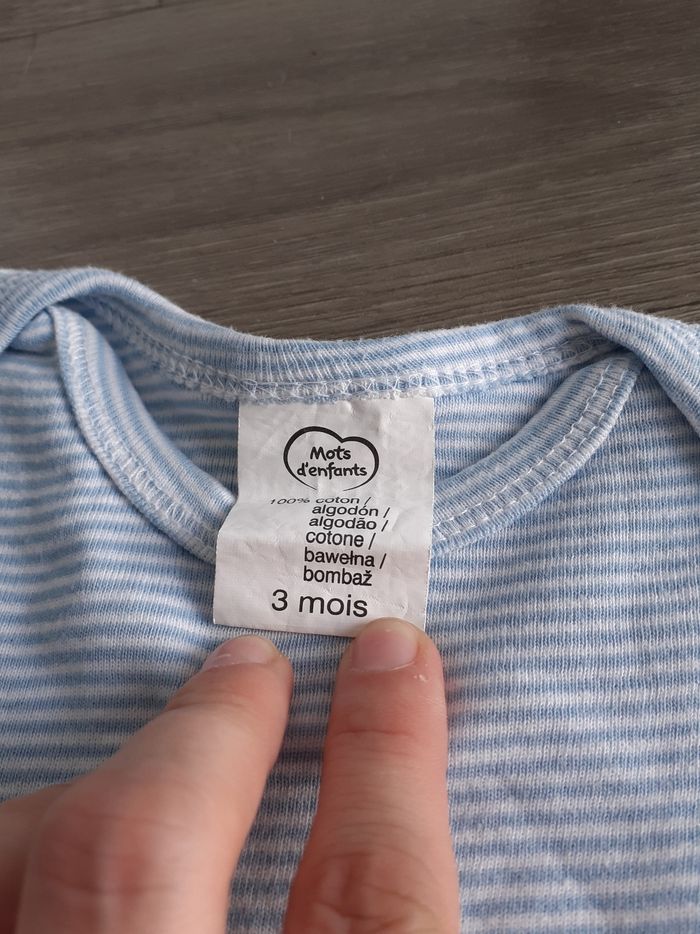 Mots
d'enfants
100% coton /
algodón /
algodão /
cotone /
bawełna /
bombaž
3 mois